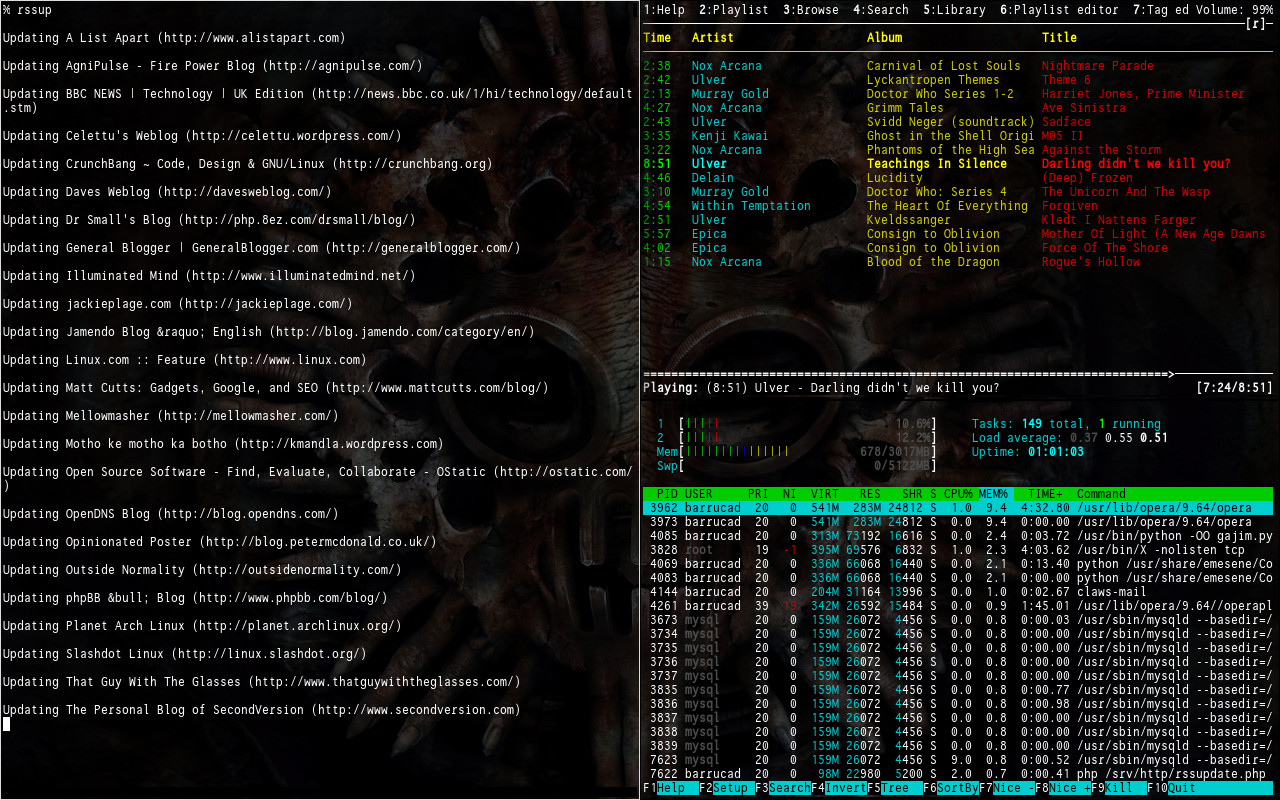 % rssup
Updating A List Apart (http://www.alistapart.com)
Updating AgniPulse - Fire Power Blog (http://agnipulse.com/)
Updating BBC NEWS | Technology | UK Edition (http://news.bbc.co.uk/1/hi/technology/default
.stm)
Updating Celettu's Weblog (http://celettu.wordpress.com/)
Updating CrunchBang ~ Code, Design & GNU/Linux (http://crunchbang.org)
Updating Daves Weblog (http://davesweblog.com/)
Updating Dr Small's Blog (http://php.8ez.com/drsmall/blog/)
Updating General Blogger | GeneralBlogger.com (http://generalblogger.com/)
Updating Illuminated Mind (http://www.illuminatedmind.net/)
Updating jackieplage.com (http://jackieplage.com/)
Updating Jamendo Blog &raquo; English (http://blog.jamendo.com/category/en/)
Updating Linux.com :: Feature (http://www.linux.com)
Updating Matt Cutts: Gadgets, Google, and SEO (http://www.mattcutts.com/blog/)
Updating Mellowmasher (http://mellowmasher.com/)
Updating Motho ke motho ka botho (http://kmandla.wordpress.com)
Updating Open Source Software - Find, Evaluate, Collaborate - OStatic (http://ostatic.com/
)
Updating OpenDNS Blog (http://blog.opendns.com/)
Updating Opinionated Poster (http://blog.petermcdonald.co.uk/)
Updating Outside Normality (http://outsidenormality.com/)
Updating phpBB &bull; Blog (http://www.phpbb.com/blog/)
Updating Planet Arch Linux (http://planet.archlinux.org/)
Updating Slashdot Linux (http://linux.slashdot.org/)
Updating That Guy With The Glasses (http://www.thatguywiththeglasses.com/)
Updating The Personal Blog of SecondVersion (http://www.secondversion.com)
1:Help 2:Playlist 3:Browse 4:Search 5:Library 6:Playlist editor 7:Tag ed Volume: 99%
[r]
Time Artist Album Title
2:38 Nox Arcana Carnival of Lost Souls Nightmare Parade
2:42 Ulver Lyckantropen Themes Theme 6
2:13 Murray Gold Doctor Who Series 1-2 Harriet Jones, Prime Minister
4:27 Nox Arcana Grimm Tales Ave Sinistra
2:43 Ulver Svidd Neger (soundtrack) Sadface
3:35 Kenji Kawai Ghost in the Shell Origi M05 II
3:22 Nox Arcana Phantoms of the High Sea Against the Storm
8:51 Ulver Teachings In Silence Darling didn't we kill you?
4:46 Delain Lucidity (Deep) Frozen
3:10 Murray Gold Doctor Who: Series 4 The Unicorn And The Wasp
4:54 Within Temptation The Heart Of Everything Forgiven
2:51 Ulver Kveldssanger Kledt I Nattens Farger
5:57 Epica Consign to Oblivion Mother Of Light (A New Age Dawns
4:02 Epica Consign to Oblivion Force Of The Shore
1:15 Nox Arcana Blood of the Dragon Rogue's Hollow
Playing: (8:51) Ulver - Darling didn't we kill you? [7:24/8:51]
1 [||||| 10.6%] Tasks: 149 total, 1 running
2 [||||| 12.2%] Load average: 0.37 0.55 0.51
Mem[||||||||||||||| 678/3017MB] Uptime: 01:01:03
Swp[ 0/5122MB]
PID USER PRI NI VIRT RES SHR S CPU% MEM% TIME+ Command
3962 barrucad 20 0 541M 283M 24812 S 1.0 9.4 4:32.80 /usr/lib/opera/9.64/opera
3973 barrucad 20 0 541M 283M 24812 S 0.0 9.4 0:00.00 /usr/lib/opera/9.64/opera
4085 barrucad 20 0 313M 73192 16616 S 0.0 2.4 0:03.72 /usr/bin/python -OO gajim.py
3828 root 19 -1 395M 69576 6832 S 1.0 2.3 4:03.62 /usr/bin/X -nolisten tcp
4069 barrucad 20 0 336M 66068 16440 S 0.0 2.1 0:13.40 python /usr/share/emesene/Co
4083 barrucad 20 0 336M 66068 16440 S 0.0 2.1 0:00.00 python /usr/share/emesene/Co
4144 barrucad 20 0 204M 31164 13996 S 0.0 1.0 0:02.67 claws-mail
4261 barrucad 39 19 342M 26592 15484 S 0.0 0.9 1:45.01 /usr/lib/opera/9.64//operapl
3673 mysql 20 0 159M 26072 4456 S 0.0 0.8 0:00.03 /usr/sbin/mysqld --basedir=/
3734 mysql 20 0 159M 26072 4456 S 0.0 0.8 0:00.00 /usr/sbin/mysqld --basedir=/
3735 mysql 20 0 159M 26072 4456 S 0.0 0.8 0:00.00 /usr/sbin/mysqld --basedir=/
3736 mysql 20 0 159M 26072 4456 S 0.0 0.8 0:00.00 /usr/sbin/mysqld --basedir=/
3737 mysql 20 0 159M 26072 4456 S 0.0 0.8 0:00.00 /usr/sbin/mysqld --basedir=/
3835 mysql 20 0 159M 26072 4456 S 0.0 0.8 0:00.77 /usr/sbin/mysqld --basedir=/
3836 mysql 20 0 159M 26072 4456 S 0.0 0.8 0:00.98 /usr/sbin/mysqld --basedir=/
3837 mysql 20 0 159M 26072 4456 S 0.0 0.8 0:00.00 /usr/sbin/mysqld --basedir=/
3838 mysql 20 0 159M 26072 4456 S 0.0 0.8 0:00.00 /usr/sbin/mysqld --basedir=/
3839 mysql 20 0 159M 26072 4456 S 0.0 0.8 0:00.00 /usr/sbin/mysqld --basedir=/
7623 mysql 20 0 159M 26072 4456 S 9.0 0.8 0:00.52 /usr/sbin/mysqld --basedir=/
7622 barrucad 20 0 98M 22980 5200 S 2.0 0.7 0:00.41 php /srv/http/rssupdate.php
F1Help F2Setup F3SearchF4InvertF5Tree F6SortByF7Nice -F8Nice +F9Kill F10Quit